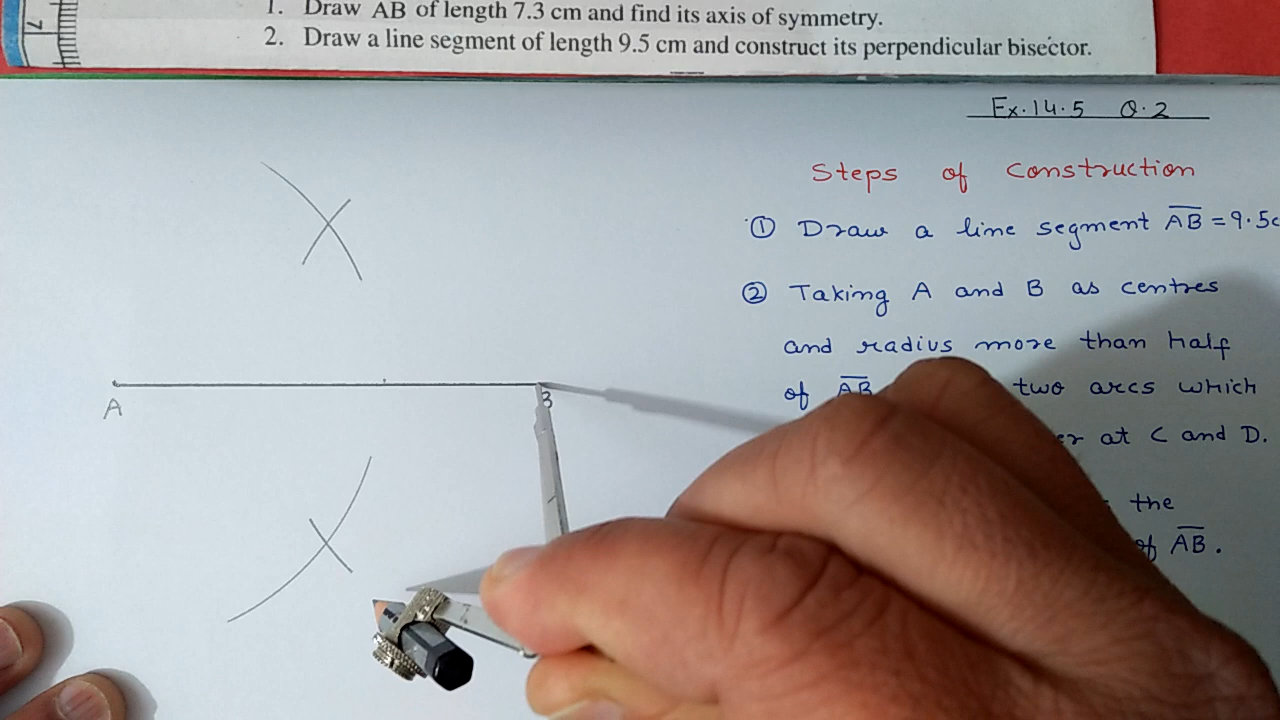 1. Draw AB of length 7.3 cm and find its axis of symmetry.
2. Draw a line segment of length 9.5 cm and construct its perpendicular bisector.
7
Ex.14.5 Q.2
Steps of construction
① Draw a line segment AB = 9.5c
② Taking A and B as centres
and radius more than half
of AB two arcs which
at C and D.
the
of AB.
A
B